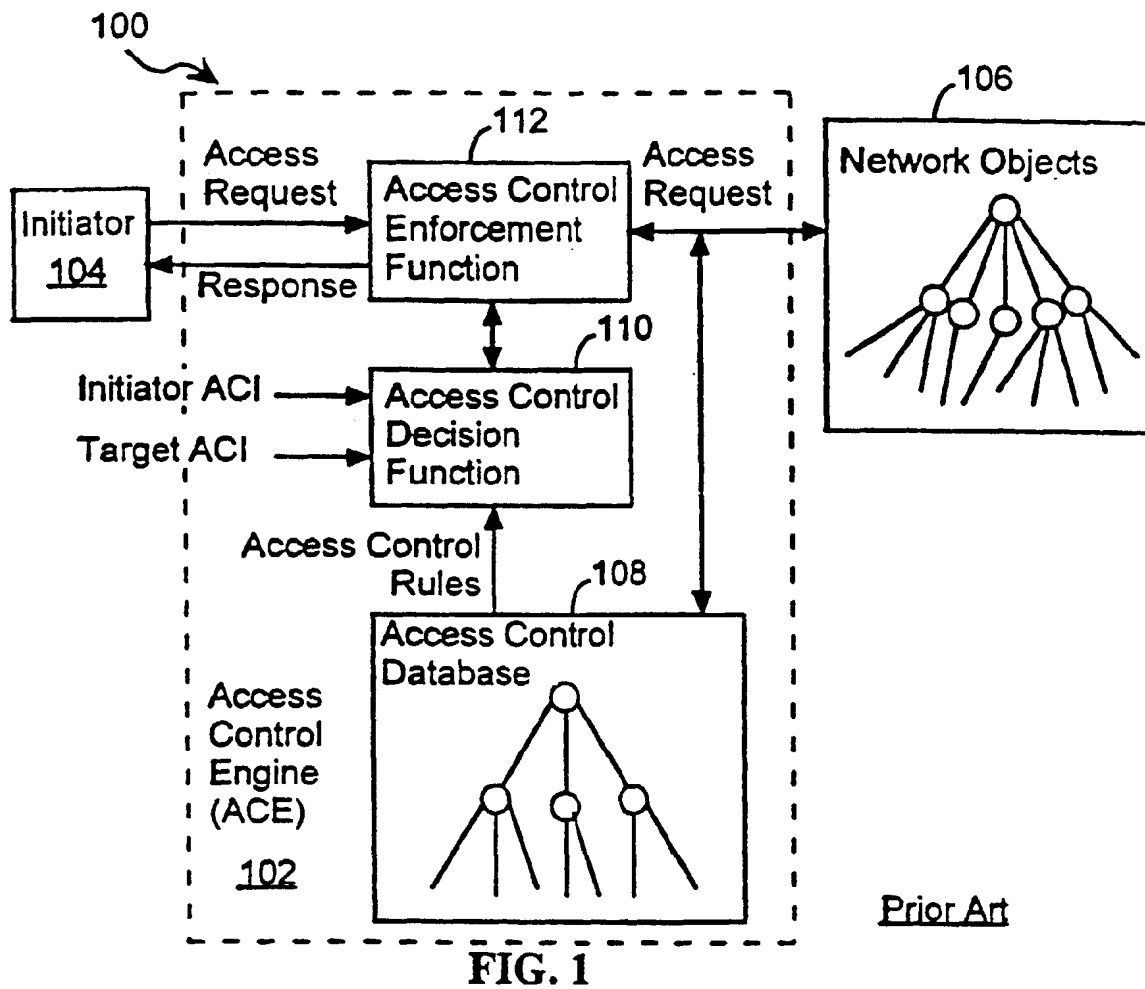 100
106
112
Access
Request
Access Control
Enforcement
Function
Access
Request
Network Objects
Initiator
104
Response
110
Initiator ACI
Target ACI
Access Control
Decision
Function
Access Control
Rules
108
Access Control
Database
Access
Control
Engine
(ACE)
102
Prior Art
FIG. 1